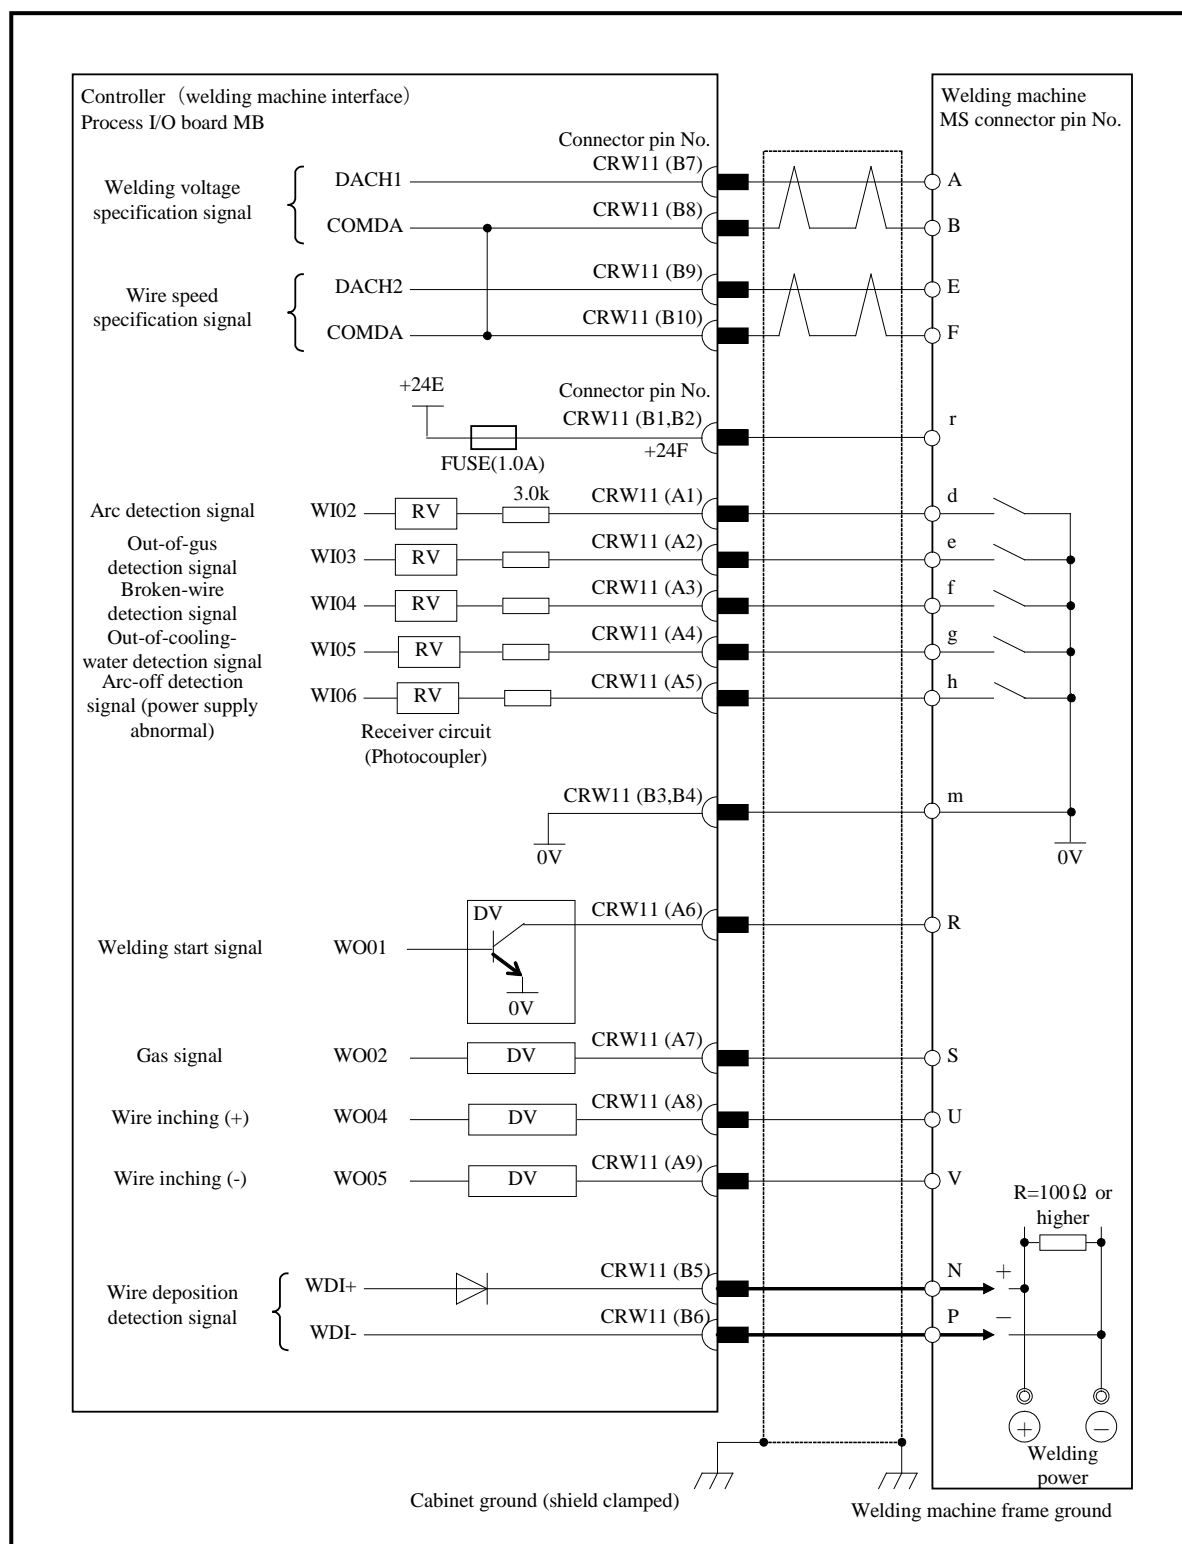 Controller（welding machine interface）
Process I/O board MB
Welding machine
MS connector pin No.
Connector pin No.
Welding voltage
specification signal
DACH1
CRW11 (B7)
A
COMDA
CRW11 (B8)
B
Wire speed
specification signal
DACH2
CRW11 (B9)
E
COMDA
CRW11 (B10)
F
+24E
Connector pin No.
CRW11 (B1,B2)
+24F
r
FUSE(1.0A)
3.0k
Arc detection signal
WI02
RV
CRW11 (A1)
d
Out-of-gus
detection signal
WI03
RV
CRW11 (A2)
e
Broken-wire
detection signal
WI04
RV
CRW11 (A3)
f
Out-of-cooling-
water detection signal
WI05
RV
CRW11 (A4)
g
Arc-off detection
signal (power supply
abnormal)
WI06
RV
CRW11 (A5)
h
Receiver circuit
(Photocoupler)
CRW11 (B3,B4)
m
0V
0V
Welding start signal
WO01
DV
0V
CRW11 (A6)
R
Gas signal
WO02
DV
CRW11 (A7)
S
Wire inching (+)
WO04
DV
CRW11 (A8)
U
Wire inching (-)
WO05
DV
CRW11 (A9)
V
R=100Ω or
higher
Wire deposition
detection signal
WDI+
CRW11 (B5)
N
+
WDI-
CRW11 (B6)
P
−
+
−
Welding
power
Cabinet ground (shield clamped)
Welding machine frame ground